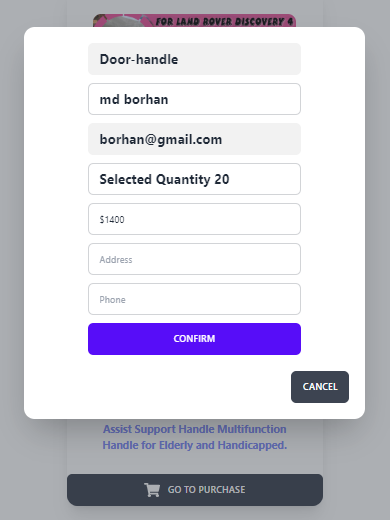 FOR LAND ROVER DISCOVERY 4
Door-handle
md borhan
borhan@gmail.com
Selected Quantity 20
$1400
Address
Phone
CONFIRM
CANCEL
Assist Support Handle Multifunction
Handle for Elderly and Handicapped.
GO TO PURCHASE